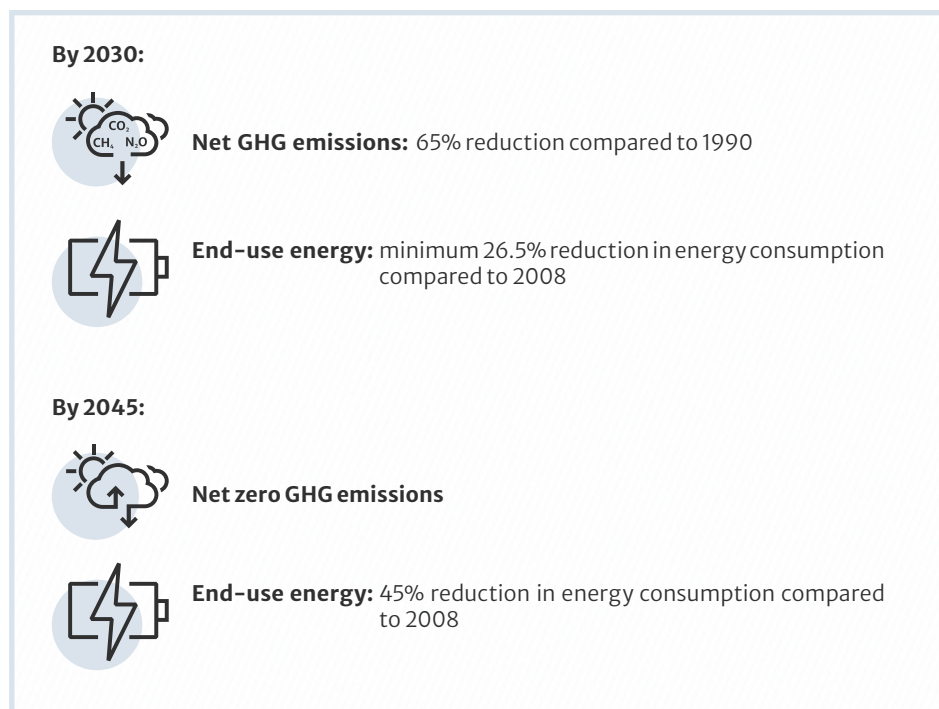 By 2030:
CO₂
CH₄ N₂O
Net GHG emissions: 65% reduction compared to 1990
End-use energy: minimum 26.5% reduction in energy consumption
compared to 2008
By 2045:
Net zero GHG emissions
End-use energy: 45% reduction in energy consumption compared
to 2008